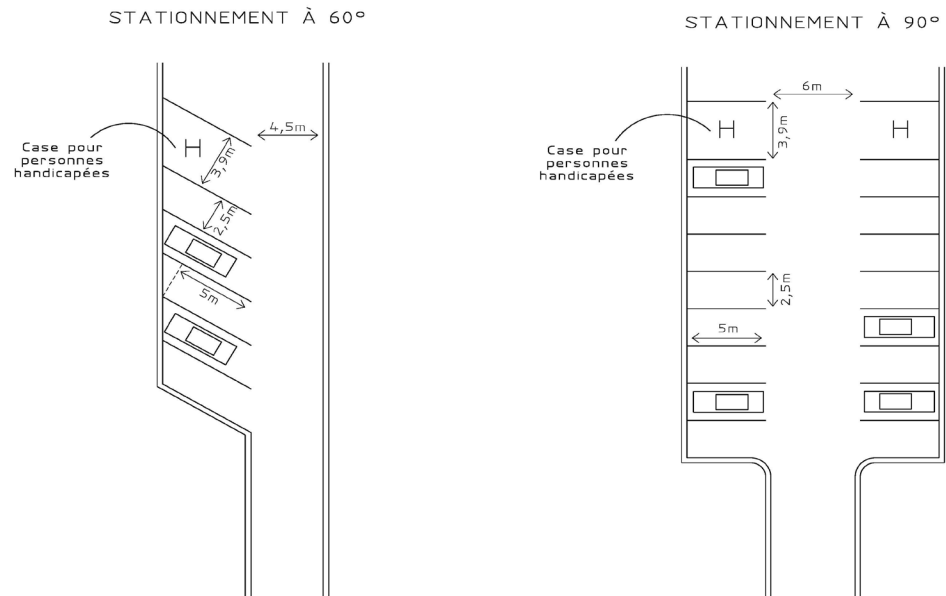 STATIONNEMENT À 60°
4,5m
H
3,9m
Case pour
personnes
handicapées
2,5m
5m
STATIONNEMENT À 90°
6m
H
H
3,9m
Case pour
personnes
handicapées
2,5m
5m